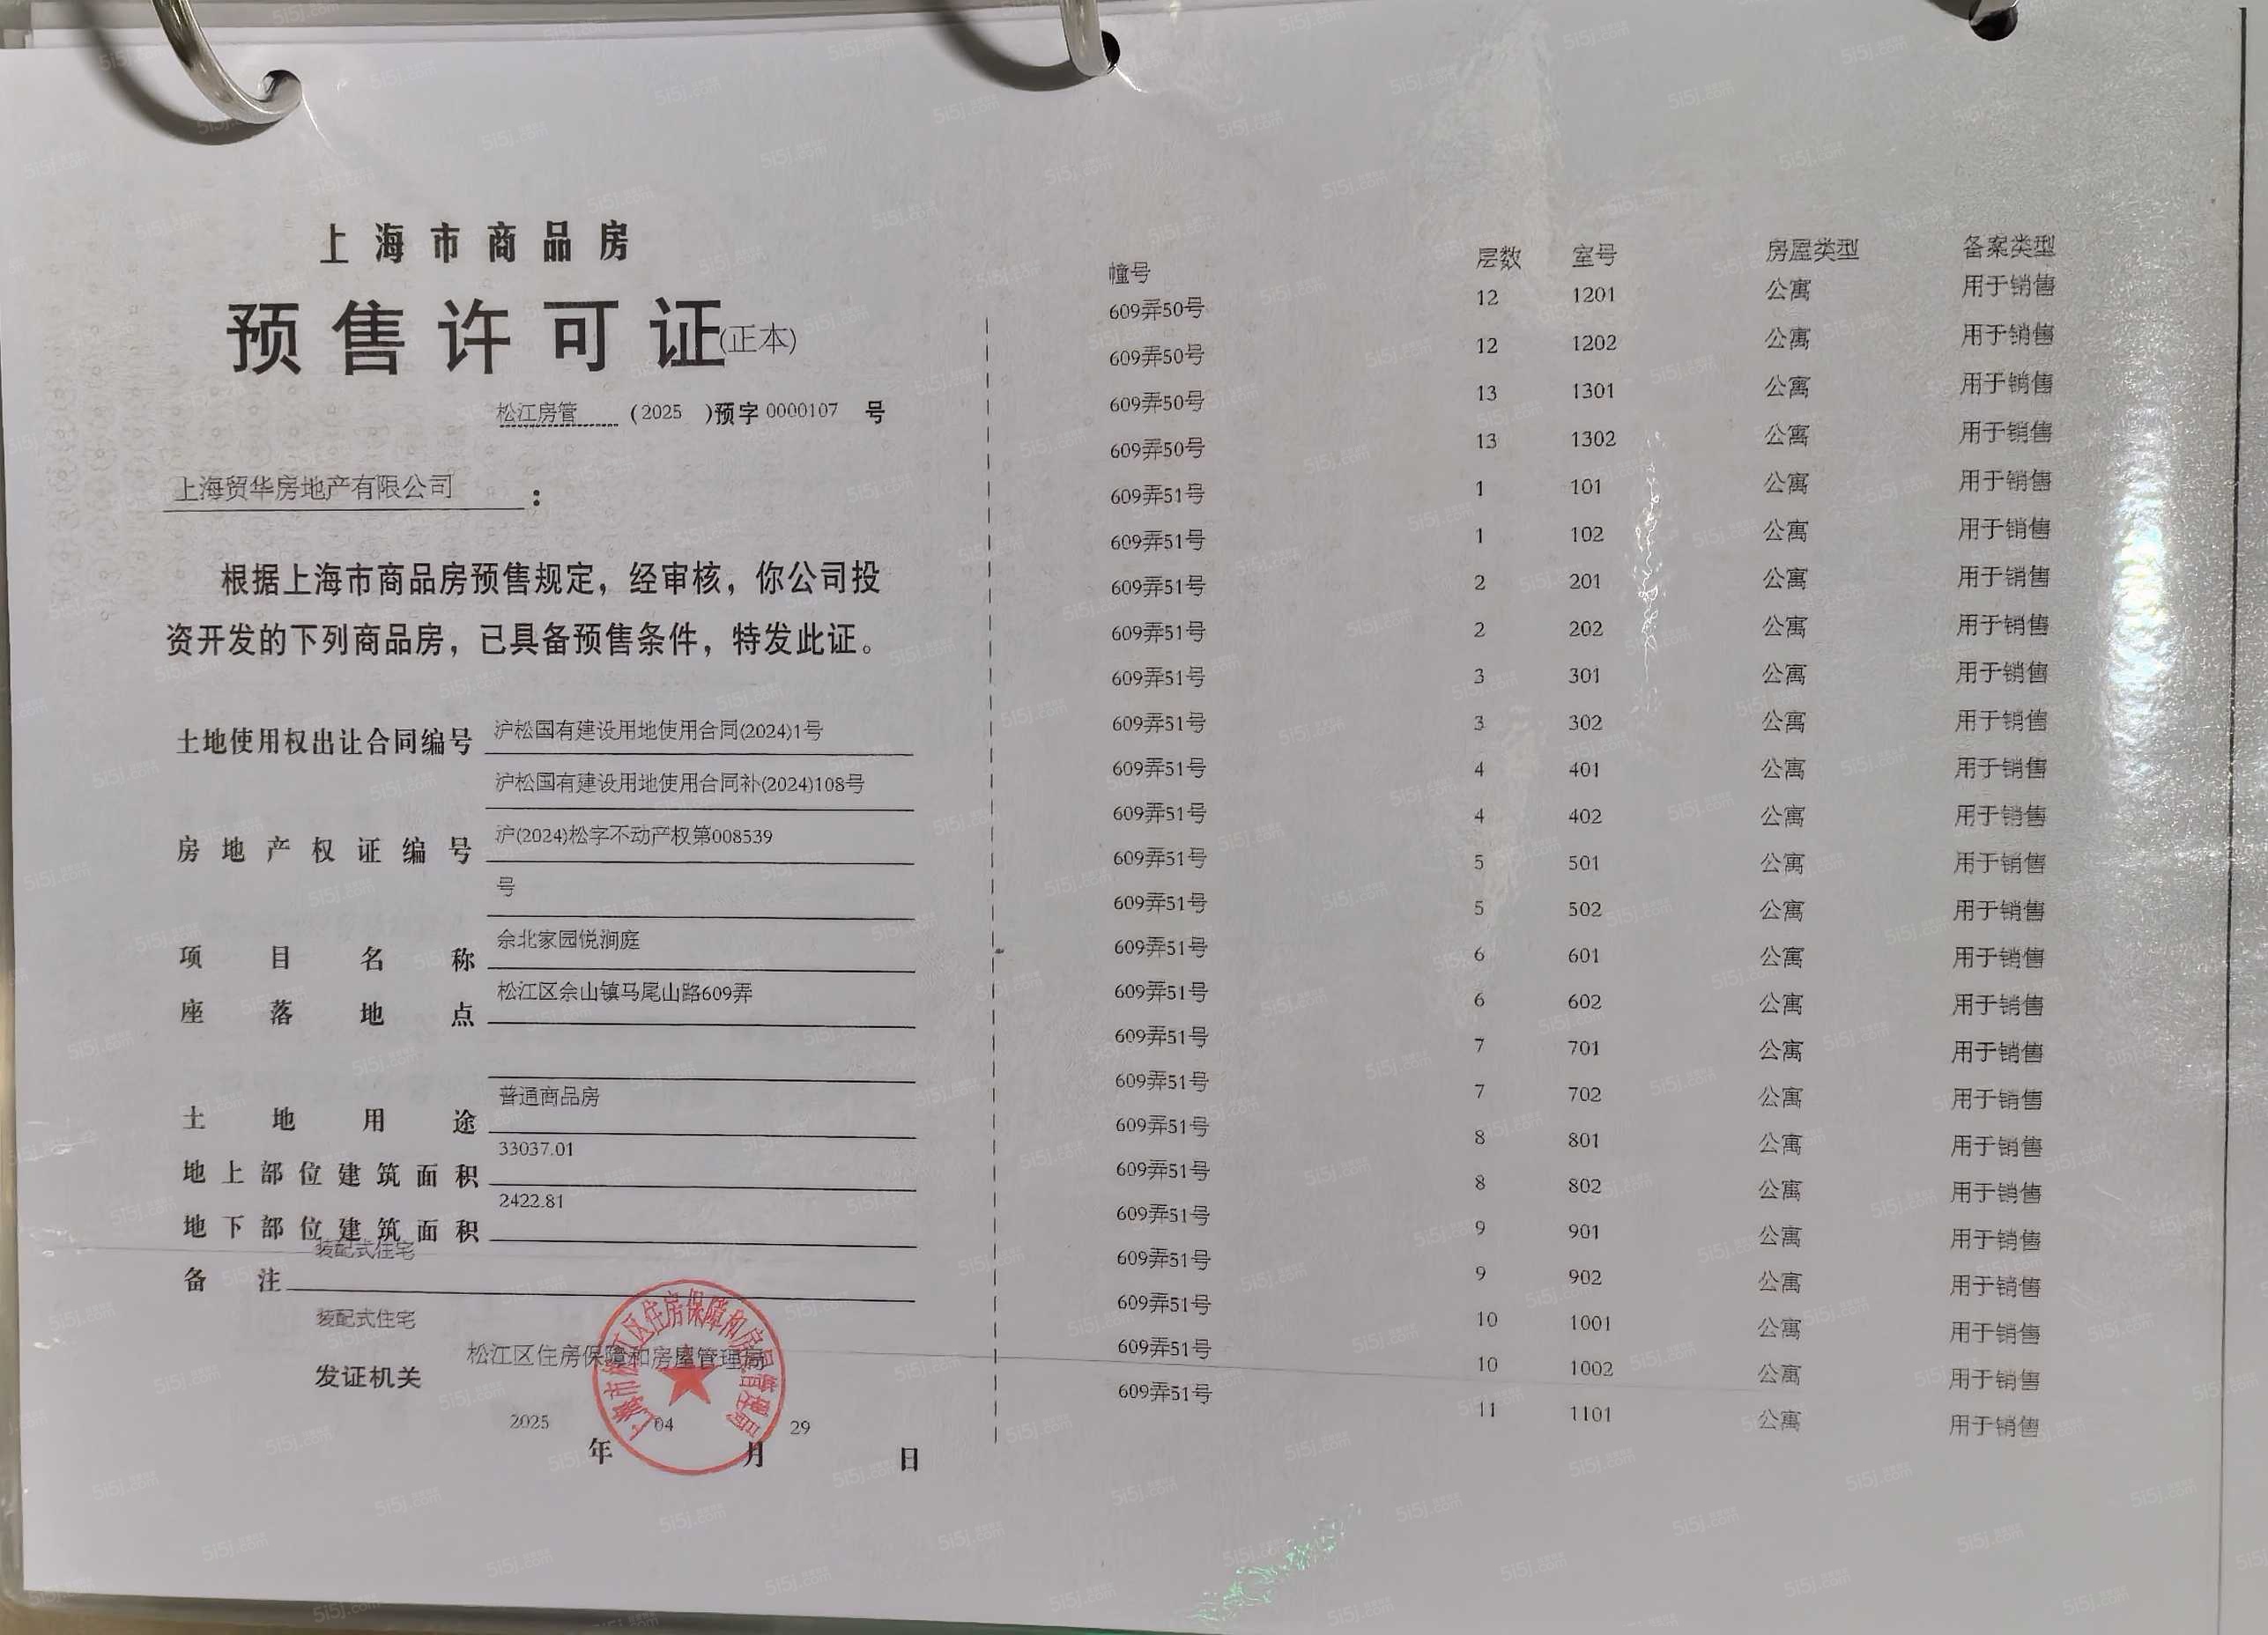 上海市商品房
预售许可证(正本)
松江房管 (2025 )预字 0000107 号
上海贸华房地产有限公司 :
根据上海市商品房预售规定，经审核，你公司投
资开发的下列商品房，已具备预售条件，特发此证。
土地使用权出让合同编号 沪松国有建设用地使用合同(2024)1号
沪松国有建设用地使用合同补(2024)108号
房地产权证编号 沪(2024)松字不动产权第008539
号
项目名称 佘北家园悦涧庭
座落地点 松江区佘山镇马尾山路609弄
土地用途 普通商品房
地上部位建筑面积 33037.01
地下部位建筑面积 2422.81
备注 装配式住宅
装配式住宅
发证机关 松江区住房保障和房屋管理局
上海市松江区住房保障和房屋管理局
2025 年 04 月 29 日
幢号 层数 室号 房屋类型 备案类型
609弄50号 12 1201 公寓 用于销售
609弄50号 12 1202 公寓 用于销售
609弄50号 13 1301 公寓 用于销售
609弄50号 13 1302 公寓 用于销售
609弄51号 1 101 公寓 用于销售
609弄51号 1 102 公寓 用于销售
609弄51号 2 201 公寓 用于销售
609弄51号 2 202 公寓 用于销售
609弄51号 3 301 公寓 用于销售
609弄51号 3 302 公寓 用于销售
609弄51号 4 401 公寓 用于销售
609弄51号 4 402 公寓 用于销售
609弄51号 5 501 公寓 用于销售
609弄51号 5 502 公寓 用于销售
609弄51号 6 601 公寓 用于销售
609弄51号 6 602 公寓 用于销售
609弄51号 7 701 公寓 用于销售
609弄51号 7 702 公寓 用于销售
609弄51号 8 801 公寓 用于销售
609弄51号 8 802 公寓 用于销售
609弄51号 9 901 公寓 用于销售
609弄51号 9 902 公寓 用于销售
609弄51号 10 1001 公寓 用于销售
609弄51号 10 1002 公寓 用于销售
609弄51号 11 1101 公寓 用于销售
5i5j.com